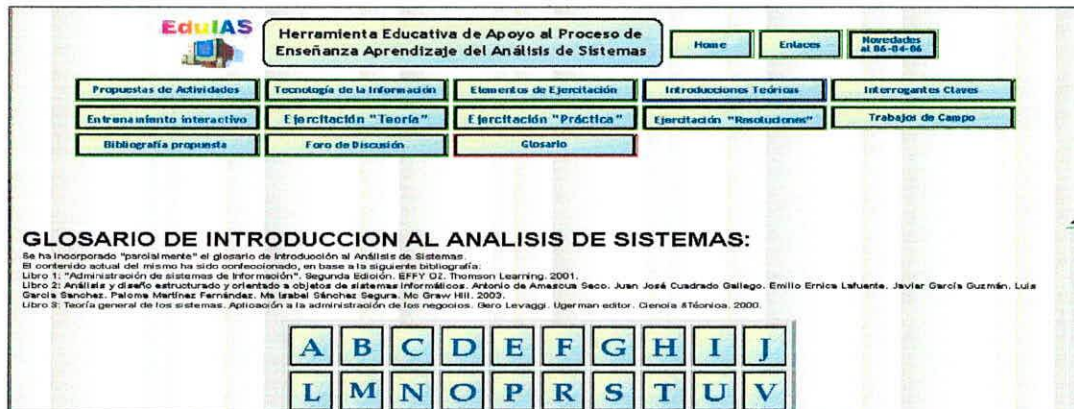 EduIAS
Herramienta Educativa de Apoyo al Proceso de
Enseñanza Aprendizaje del Análisis de Sistemas
Home
Enlaces
Novedades
al 06-04-06
Propuestas de Actividades
Tecnología de la Información
Elementos de Ejercitación
Introducciones Teóricas
Interrogantes Claves
Entrenamiento interactivo
Ejercitación "Teoría"
Ejercitación "Práctica"
Ejercitación "Resoluciones"
Trabajos de Campo
Bibliografía propuesta
Foro de Discusión
Glosario
GLOSARIO DE INTRODUCCION AL ANALISIS DE SISTEMAS:
Se ha incorporado "parcialmente" el glosario de Introducción al Análisis de Sistemas.
El contenido actual del mismo ha sido confeccionado, en base a la siguiente bibliografía:
Libro 1: "Administración de sistemas de Información". Segunda Edición. EFFY OZ. Thomson Learning. 2001.
Libro 2: Análisis y diseño estructurado y orientado a objetos de sistemas informáticos. Antonio de Amescua Seco. Juan José Cuadrado Gallego. Emilio Ernica Lafuente. Javier García Guzmán. Luis
García Sanchez. Paloma Martínez Fernández. Ma Isabel Sánchez Segura. Mc Graw Hill. 2003.
Libro 3: Teoría general de los sistemas. Aplicación a la administración de los negocios. Gero Levaggi. Ugerman editor. Ciencia &Técnica. 2000.
A B C D E F G H I J
L M N O P R S T U V